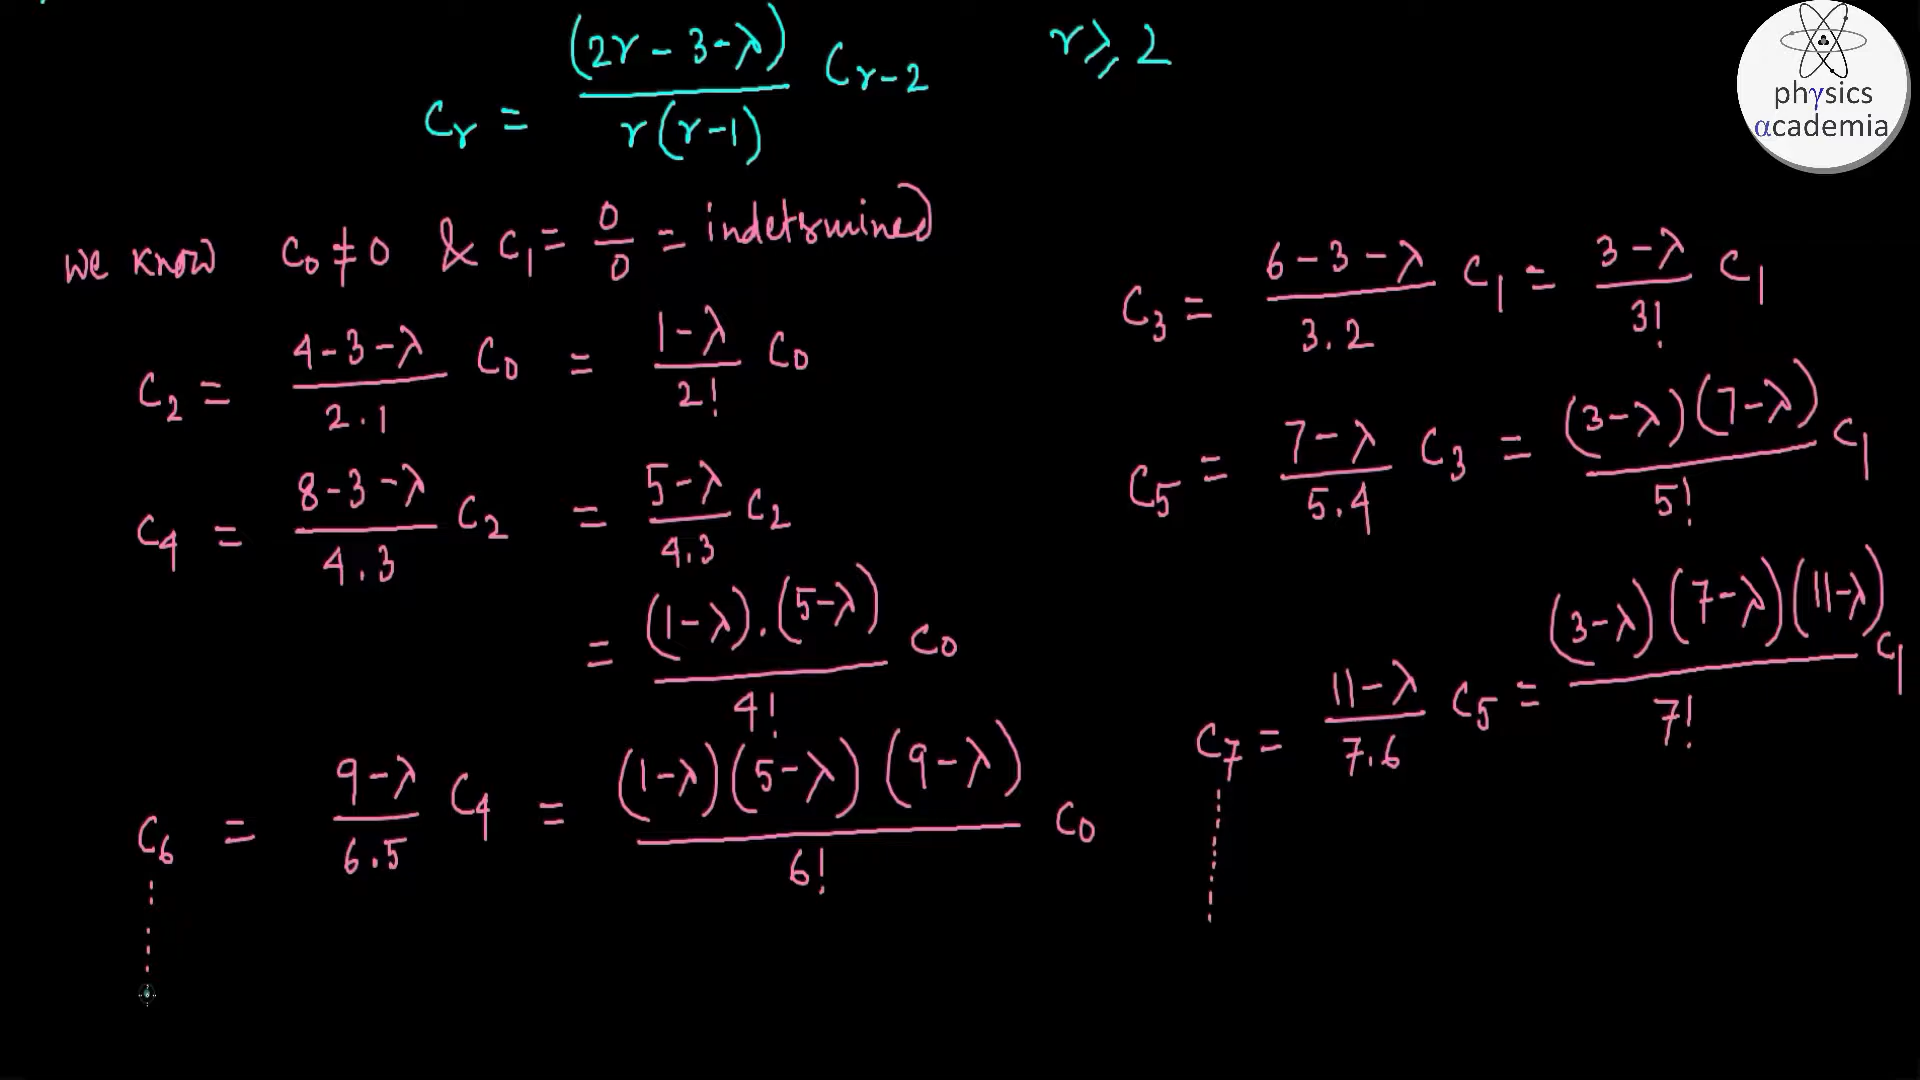 Cr = (2r - 3 - λ) / r(r-1) Cr-2    r ≥ 2
physics
αcademia
we know C0 ≠ 0 & C1 = 0/0 = indetermined
C2 = 4-3-λ / 2.1 C0 = 1-λ / 2! C0
C4 = 8-3-λ / 4.3 C2 = 5-λ / 4.3 C2
= (1-λ).(5-λ) / 4! C0
C6 = 9-λ / 6.5 C4 = (1-λ)(5-λ)(9-λ) / 6! C0
C3 = 6-3-λ / 3.2 C1 = 3-λ / 3! C1
C5 = 7-λ / 5.4 C3 = (3-λ)(7-λ) / 5! C1
C7 = 11-λ / 7.6 C5 = (3-λ)(7-λ)(11-λ) / 7! C1